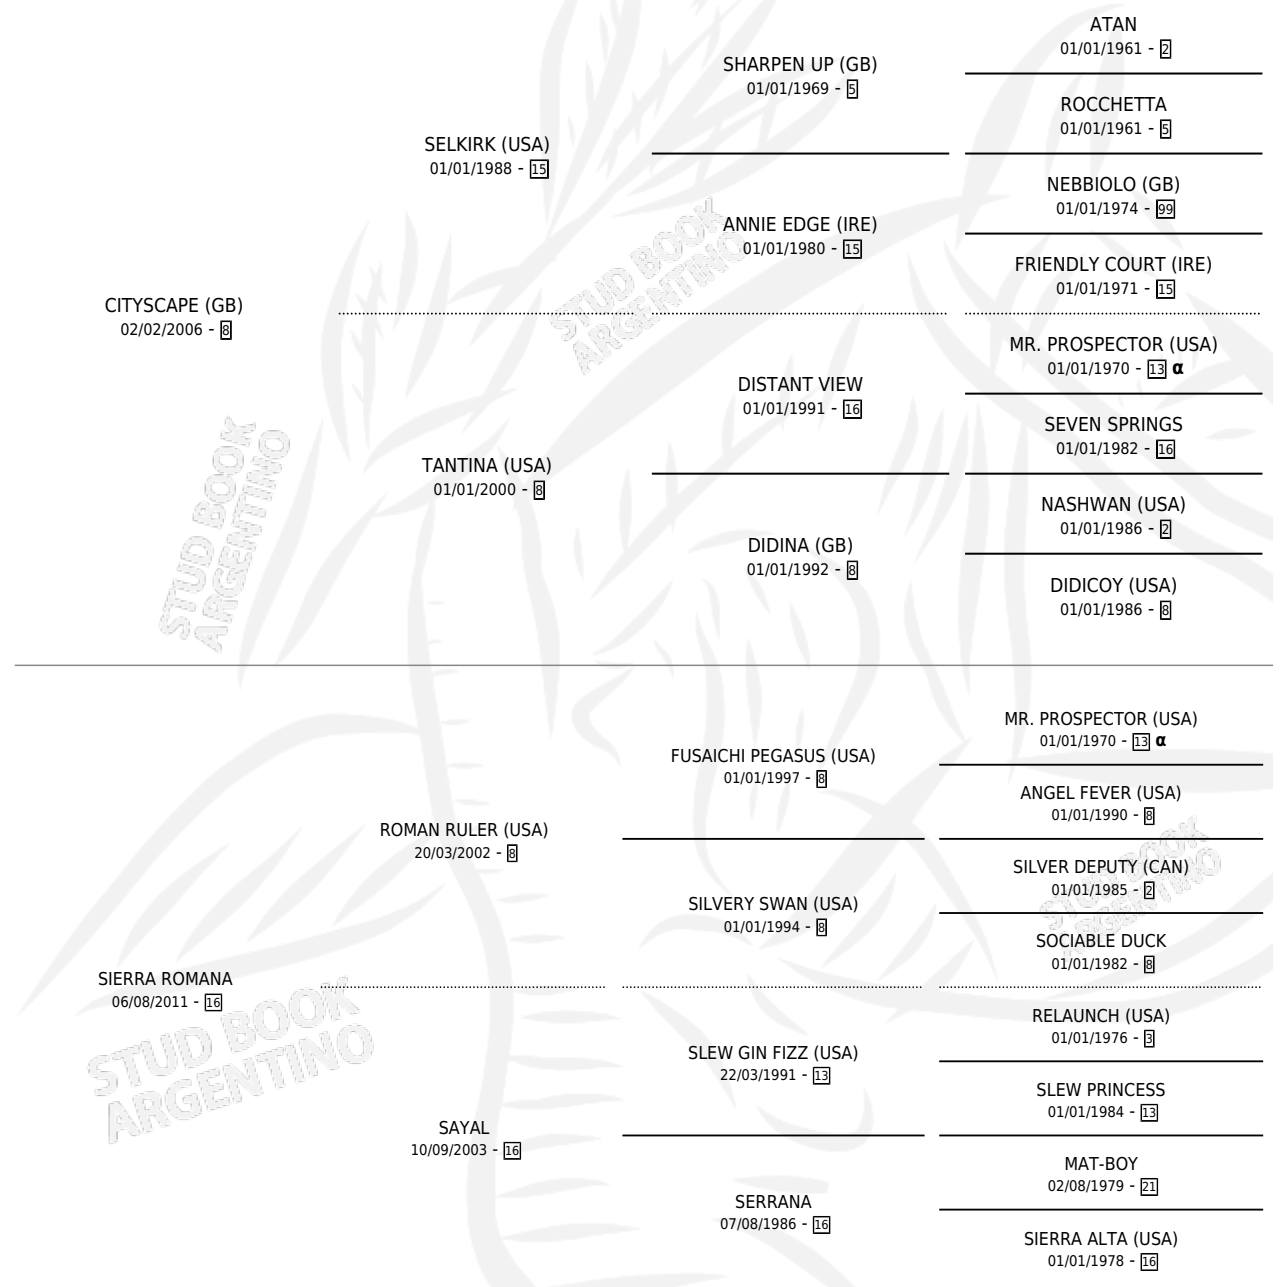 ATAN
01/01/1961 - 2
SHARPEN UP (GB)
01/01/1969 - 5
ROCCHETTA
01/01/1961 - 5
SELKIRK (USA)
01/01/1988 - 15
NEBBIOLO (GB)
01/01/1974 - 99
ANNIE EDGE (IRE)
01/01/1980 - 15
FRIENDLY COURT (IRE)
01/01/1971 - 15
CITYSCAPE (GB)
02/02/2006 - 8
MR. PROSPECTOR (USA)
01/01/1970 - 13 α
DISTANT VIEW
01/01/1991 - 16
SEVEN SPRINGS
01/01/1982 - 16
TANTINA (USA)
01/01/2000 - 8
NASHWAN (USA)
01/01/1986 - 2
DIDINA (GB)
01/01/1992 - 8
DIDICOY (USA)
01/01/1986 - 8
MR. PROSPECTOR (USA)
01/01/1970 - 13 α
FUSAICHI PEGASUS (USA)
01/01/1997 - 8
ANGEL FEVER (USA)
01/01/1990 - 8
ROMAN RULER (USA)
20/03/2002 - 8
SILVER DEPUTY (CAN)
01/01/1985 - 2
SILVERY SWAN (USA)
01/01/1994 - 8
SOCIABLE DUCK
01/01/1982 - 8
SIERRA ROMANA
06/08/2011 - 16
RELAUNCH (USA)
01/01/1976 - 3
SLEW GIN FIZZ (USA)
22/03/1991 - 13
SLEW PRINCESS
01/01/1984 - 13
SAYAL
10/09/2003 - 16
MAT-BOY
02/08/1979 - 21
SERRANA
07/08/1986 - 16
SIERRA ALTA (USA)
01/01/1978 - 16
STUD BOOK
ARGENTINO
STUD BOOK
ARGENTINO
STUD BOOK
ARGENTINO
STUD BOOK
ARGENTINO